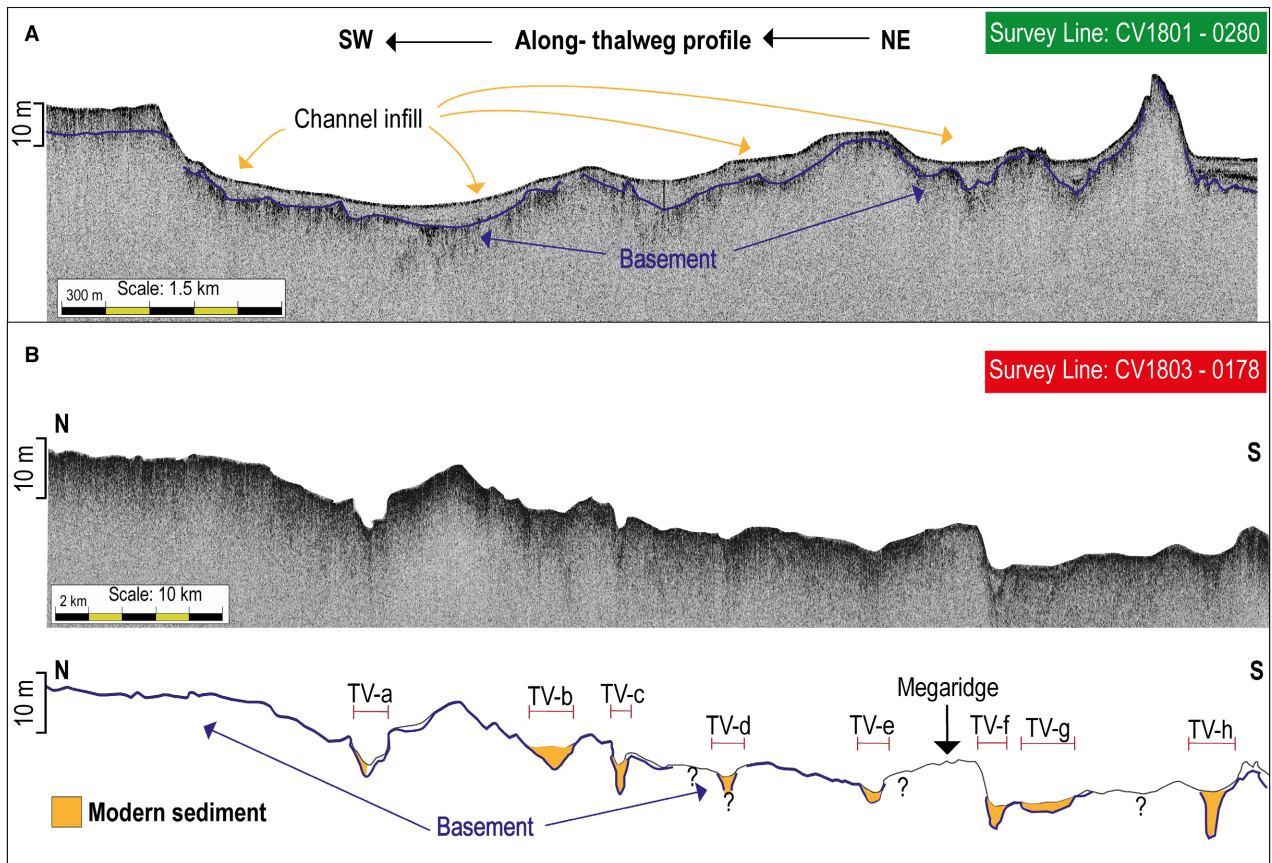 A
SW
Along- thalweg profile
NE
Survey Line: CV1801 - 0280
10 m
Channel infill
Basement
300 m
Scale: 1.5 km
B
Survey Line: CV1803 - 0178
N
S
10 m
2 km
Scale: 10 km
N
S
10 m
TV-a
TV-b
TV-c
TV-d
TV-e
Megaridge
TV-f
TV-g
TV-h
?
?
?
?
Modern sediment
Basement